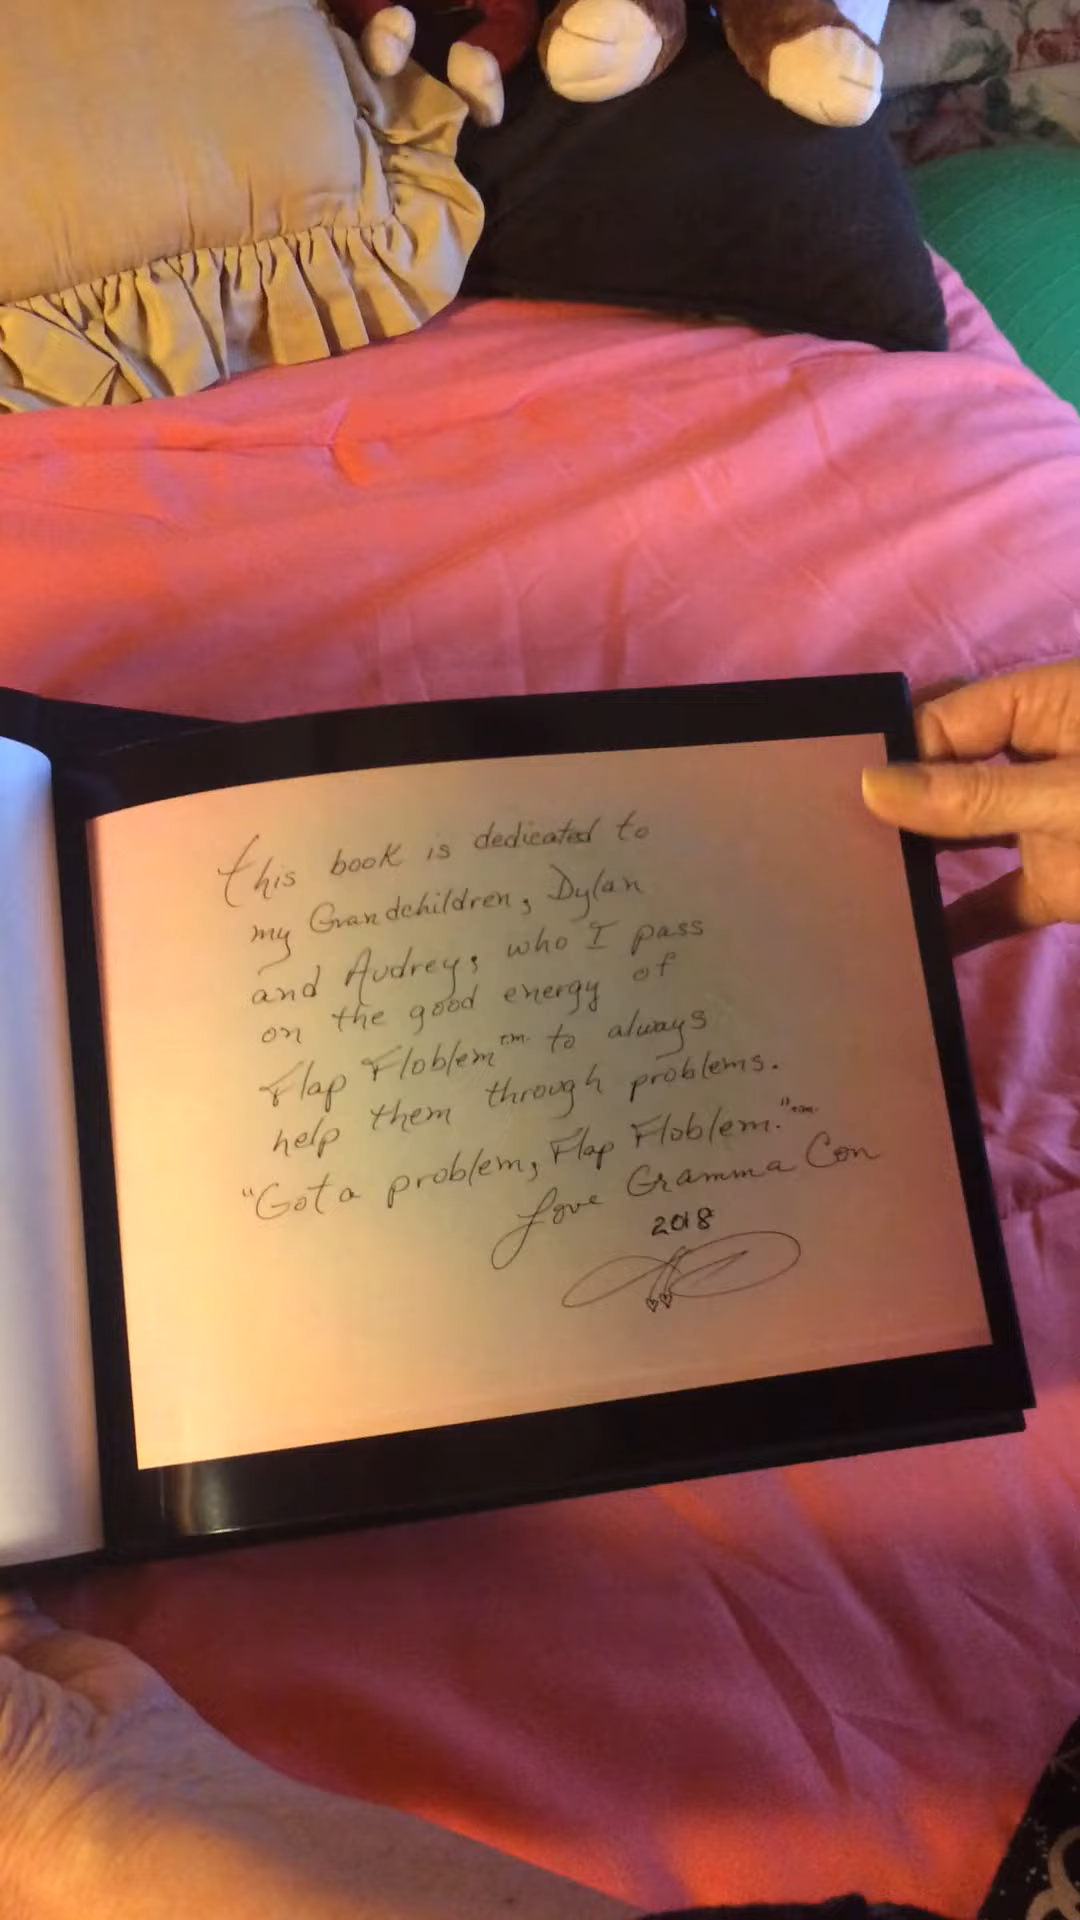 this book is dedicated to
my Grandchildren, Dylan
and Audrey, who I pass
on the good energy of
Flap Floblem t.m. to always
help them through problems.
"Got a problem, Flap Floblem." t.m.
Love Gramma Con
2018